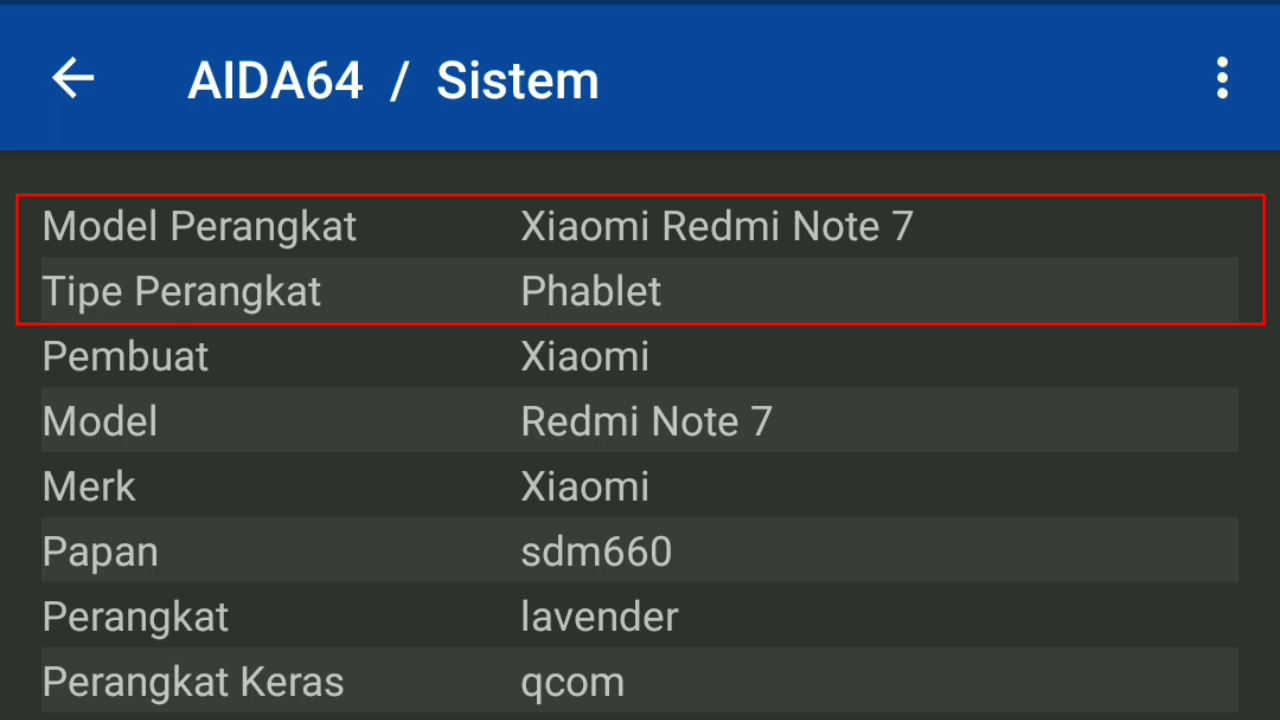 AIDA64 / Sistem
Model Perangkat Xiaomi Redmi Note 7
Tipe Perangkat Phablet
Pembuat Xiaomi
Model Redmi Note 7
Merk Xiaomi
Papan sdm660
Perangkat lavender
Perangkat Keras qcom